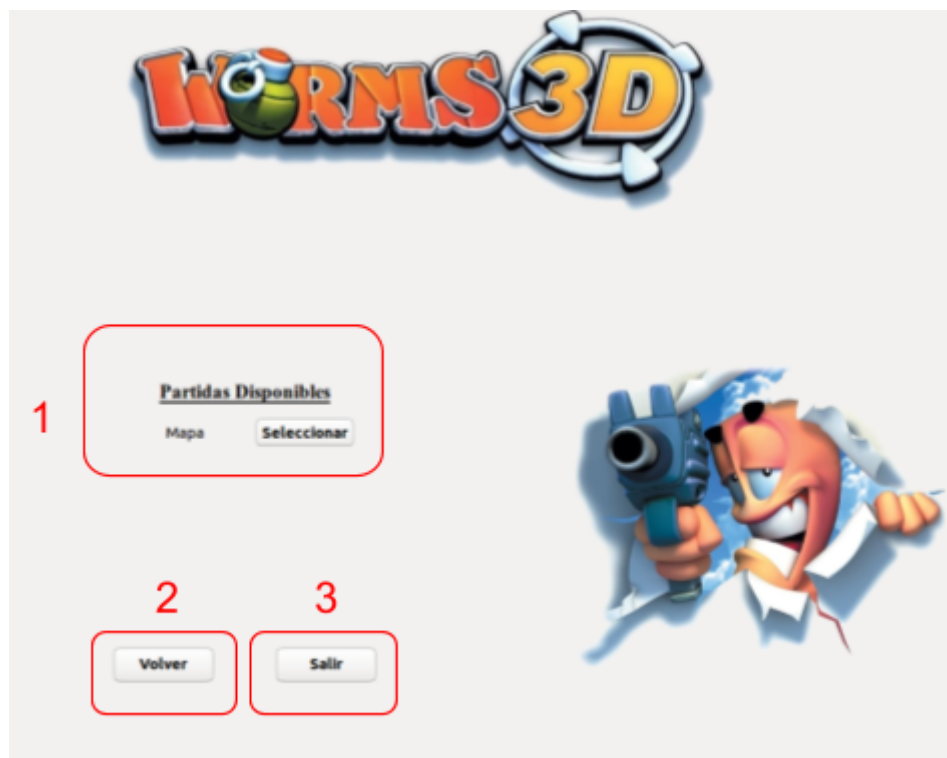 WORMS 3D
Partidas Disponibles
1
Mapa Seleccionar
2 3
Volver Salir